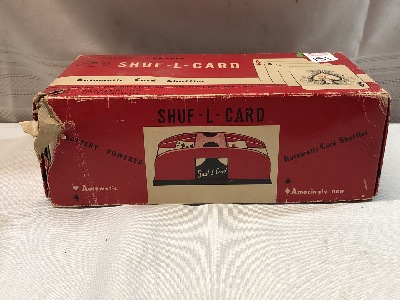 SHUF-L-CARD
Automatic Card Shuffler
SHUF-L-CARD
BATTERY POWERED
Automatic Card Shuffler
Shuf-L-Card
Automatic
Amazingly new